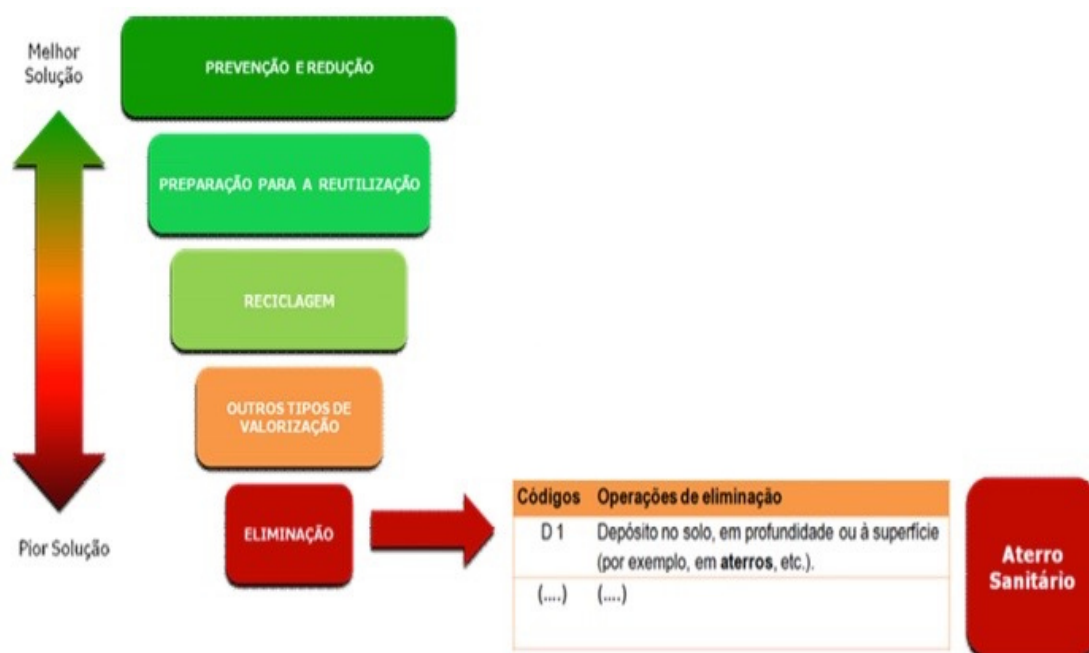 Melhor
Solução
PREVENÇÃO E REDUÇÃO
PREPARAÇÃO PARA A REUTILIZAÇÃO
RECICLAGEM
OUTROS TIPOS DE
VALORIZAÇÃO
ELIMINAÇÃO
Pior Solução
Códigos Operações de eliminação
D 1 Depósito no solo, em profundidade ou à superfície
(por exemplo, em aterros, etc.).
(....) (....)
Aterro
Sanitário